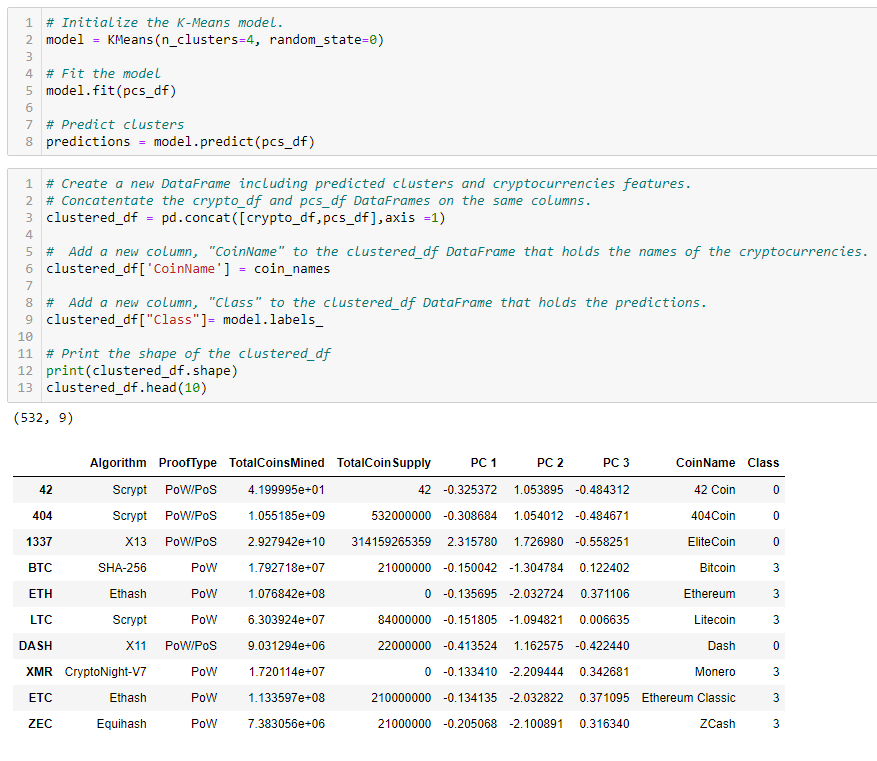 1 # Initialize the K-Means model.
2 model = KMeans(n_clusters=4, random_state=0)
3
4 # Fit the model
5 model.fit(pcs_df)
6
7 # Predict clusters
8 predictions = model.predict(pcs_df)
1 # Create a new DataFrame including predicted clusters and cryptocurrencies features.
2 # Concatentate the crypto_df and pcs_df DataFrames on the same columns.
3 clustered_df = pd.concat([crypto_df,pcs_df],axis =1)
4
5 #  Add a new column, "CoinName" to the clustered_df DataFrame that holds the names of the cryptocurrencies.
6 clustered_df['CoinName'] = coin_names
7
8 #  Add a new column, "Class" to the clustered_df DataFrame that holds the predictions.
9 clustered_df["Class"]= model.labels_
10
11 # Print the shape of the clustered_df
12 print(clustered_df.shape)
13 clustered_df.head(10)
(532, 9)
Algorithm ProofType TotalCoinsMined TotalCoinSupply PC 1 PC 2 PC 3 CoinName Class
42 Scrypt PoW/PoS 4.199995e+01 42 -0.325372 1.053895 -0.484312 42 Coin 0
404 Scrypt PoW/PoS 1.055185e+09 532000000 -0.308684 1.054012 -0.484671 404Coin 0
1337 X13 PoW/PoS 2.927942e+10 314159265359 2.315780 1.726980 -0.558251 EliteCoin 0
BTC SHA-256 PoW 1.792718e+07 21000000 -0.150042 -1.304784 0.122402 Bitcoin 3
ETH Ethash PoW 1.076842e+08 0 -0.135695 -2.032724 0.371106 Ethereum 3
LTC Scrypt PoW 6.303924e+07 84000000 -0.151805 -1.094821 0.006635 Litecoin 3
DASH X11 PoW/PoS 9.031294e+06 22000000 -0.413524 1.162575 -0.422440 Dash 0
XMR CryptoNight-V7 PoW 1.720114e+07 0 -0.133410 -2.209444 0.342681 Monero 3
ETC Ethash PoW 1.133597e+08 210000000 -0.134135 -2.032822 0.371095 Ethereum Classic 3
ZEC Equihash PoW 7.383056e+06 21000000 -0.205068 -2.100891 0.316340 ZCash 3